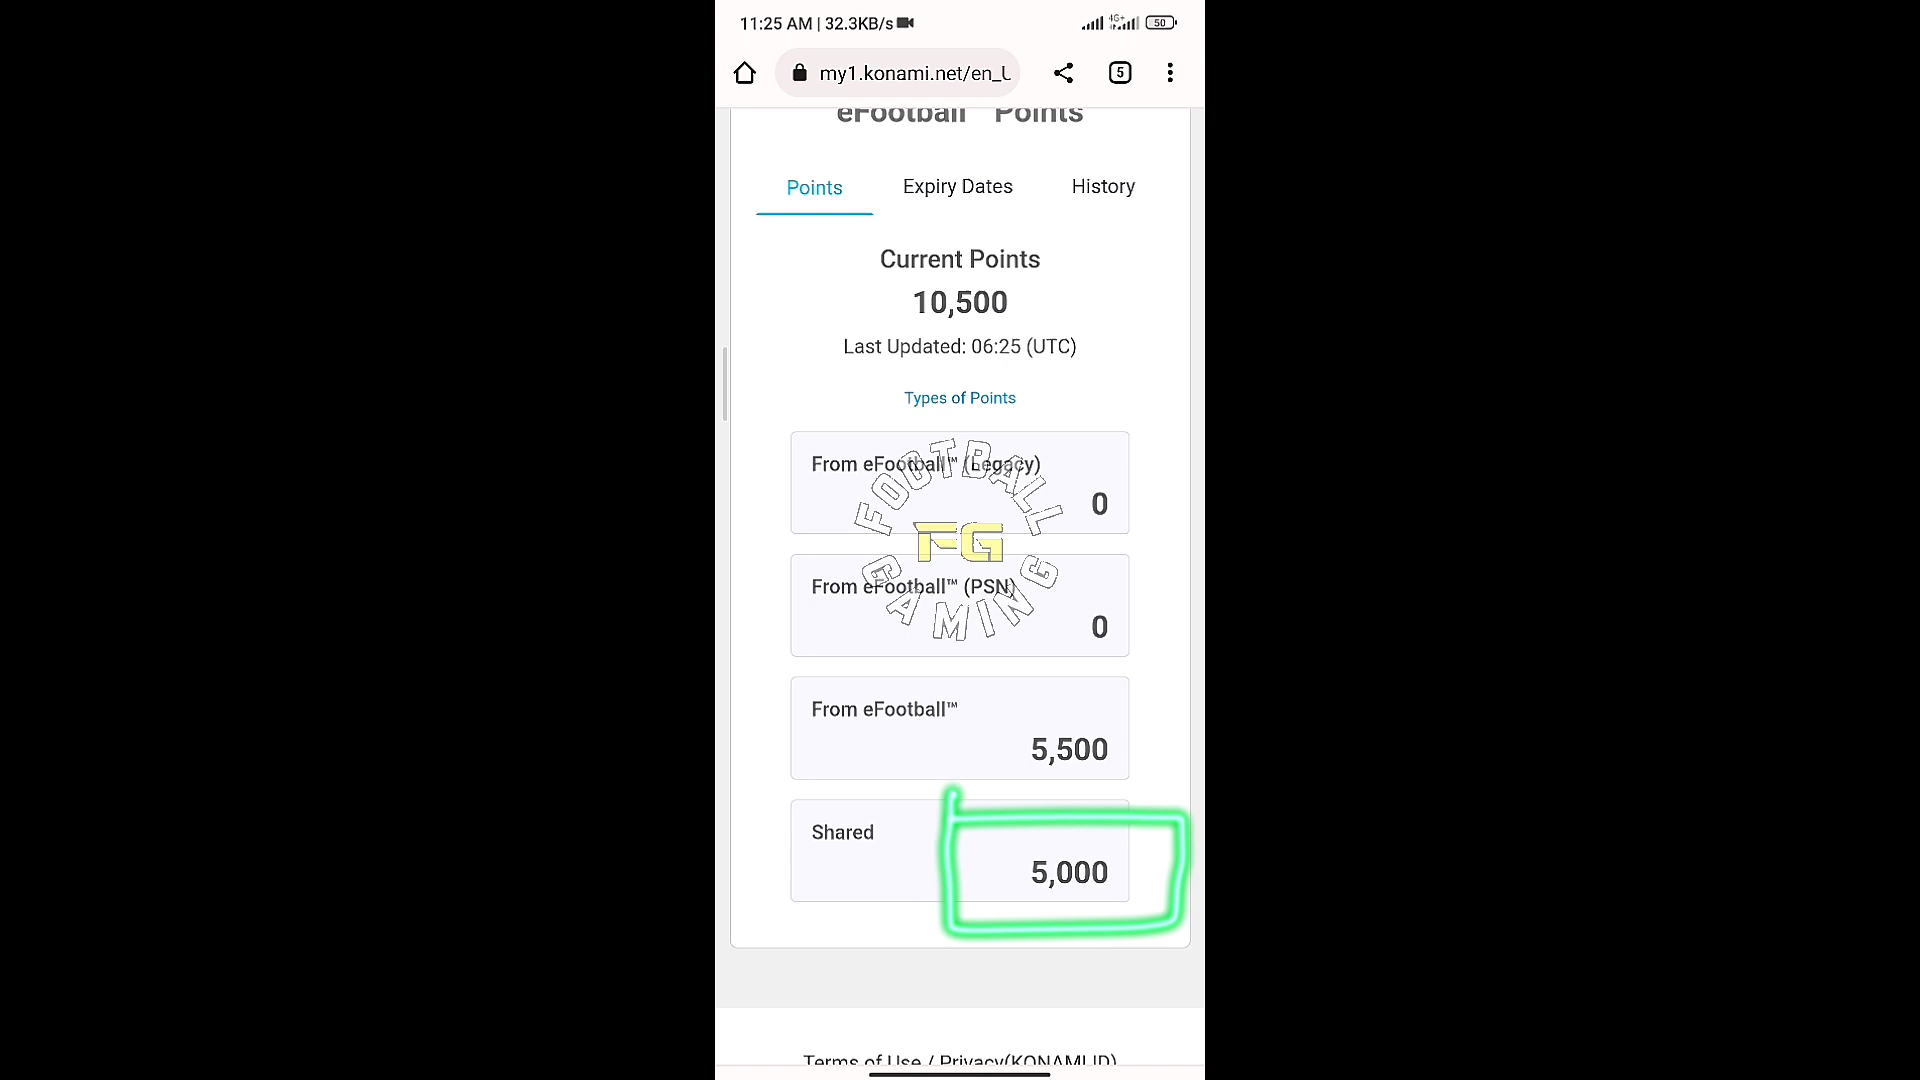 11:25 AM | 32.3KB/s
4G+
50
my1.konami.net/en_U
5
eFootball™ Points
Points
Expiry Dates
History
Current Points
10,500
Last Updated: 06:25 (UTC)
Types of Points
From eFootball™ (Legacy)
0
FOOTBALL
FG
GAMING
From eFootball™ (PSN)
0
From eFootball™
5,500
Shared
5,000
Terms of Use / Privacy(KONAMI ID)